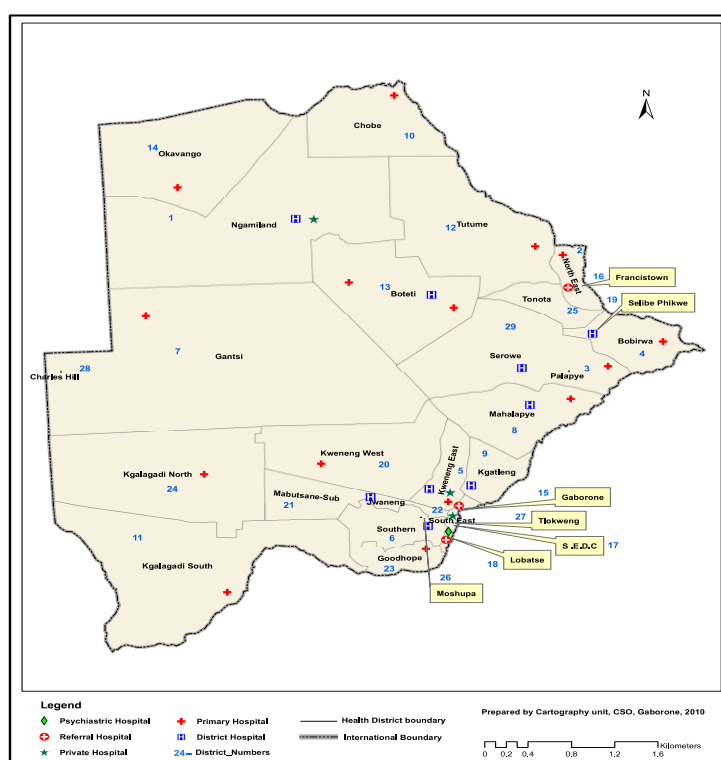 N
Chobe
10
14
Okavango
1
Ngamiland
12
Tutume
2
North East
16
Francistown
13
Boteti
Tonota
25
19
Selibe Phikwe
29
Bobirwa
4
7
Gantsi
28
Charles Hill
Serowe
3
Palapye
Mahalapye
8
Kweneng West
20
Kweneng East
5
9
Kgatleng
Kgalagadi North
24
Mabutsane-Sub
21
Jwaneng
15
Gaborone
22
South East
27
Tlokweng
11
Southern
6
S .E.D.C
17
Kgalagadi South
Goodhope
23
26
18
Lobatse
Moshupa
Legend
Psychiastric Hospital
Primary Hospital
Health District boundary
Referral Hospital
District Hospital
International Boundary
Private Hospital
24 District_Numbers
Prepared by Cartography unit, CSO, Gaborone, 2010
Kilometers
0 0.2 0.4 0.8 1.2 1.6